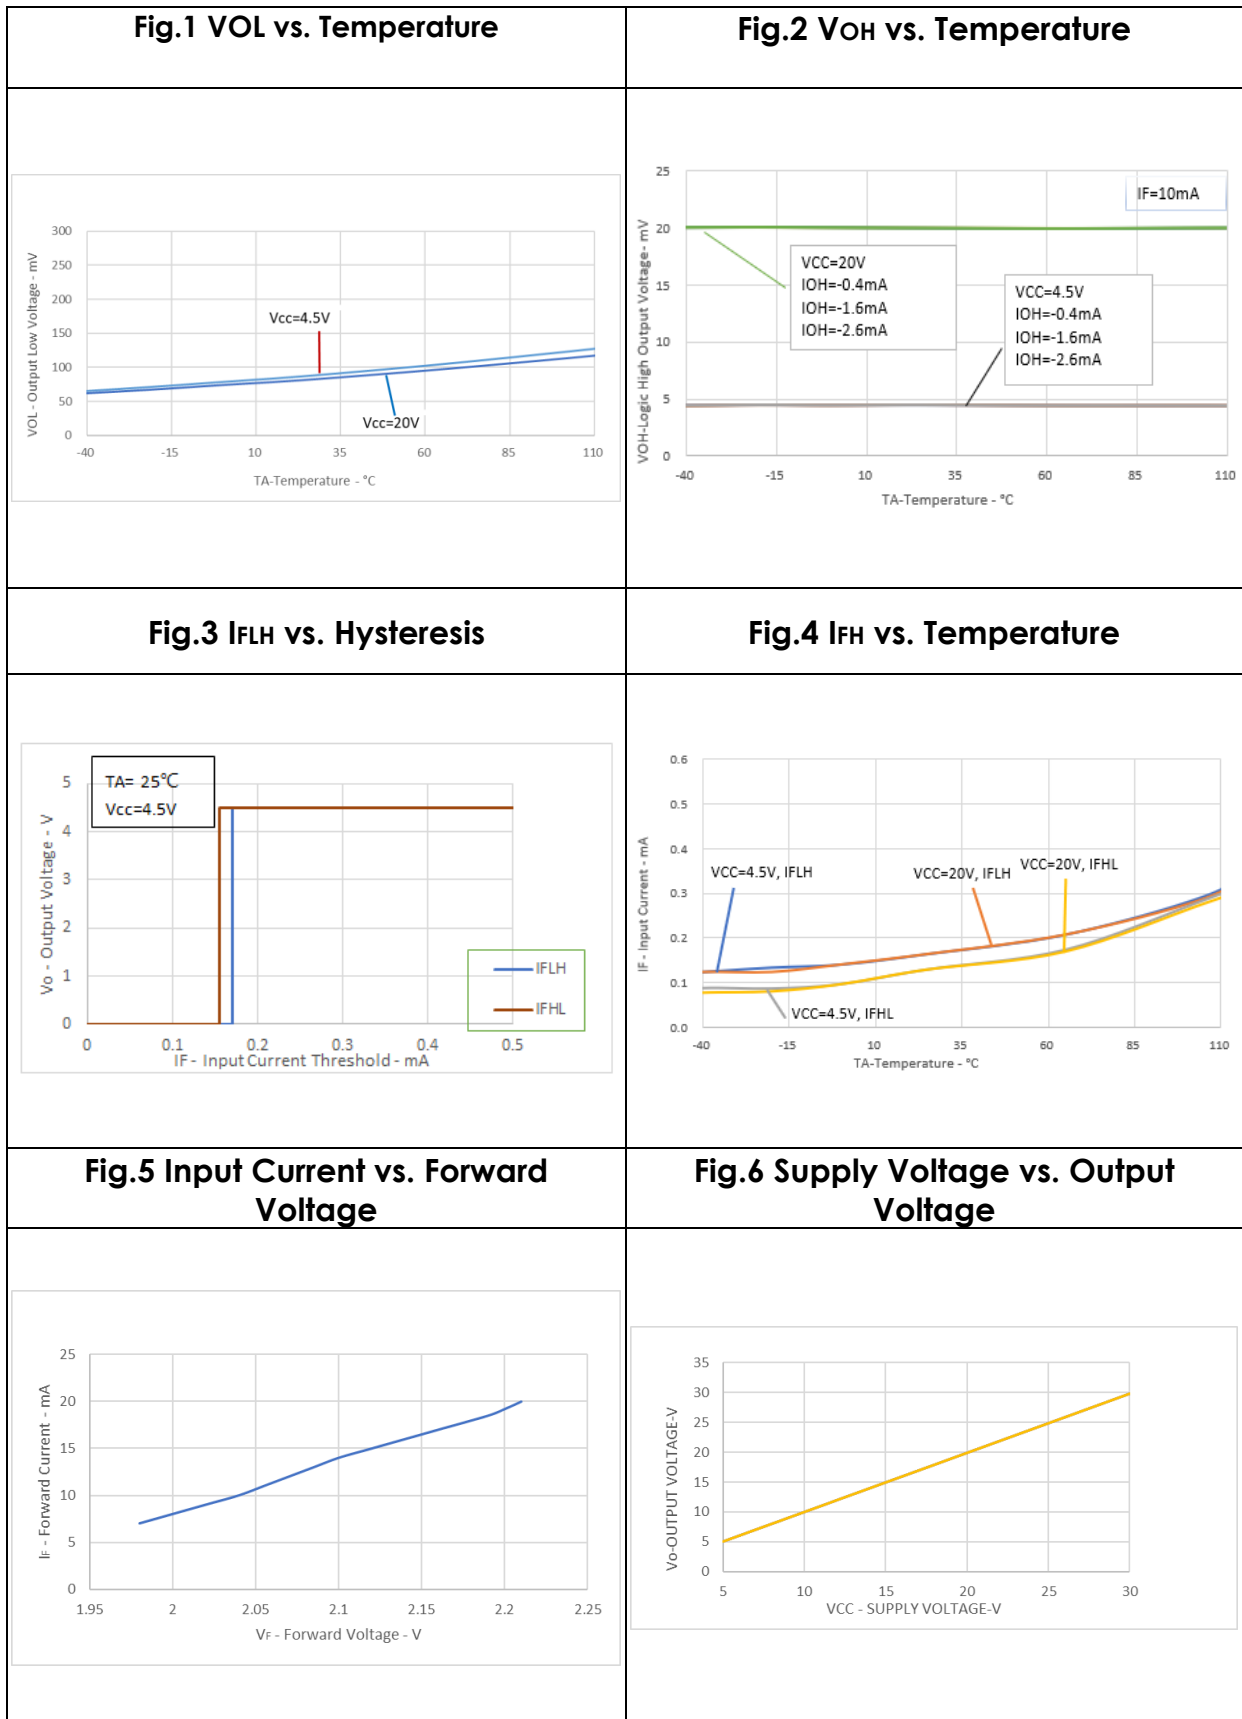 Fig.1 VOL vs. Temperature
Fig.2 VOH vs. Temperature
VOL - Output Low Voltage - mV
300
250
200
150
100
50
0
Vcc=4.5V
Vcc=20V
-40 -15 10 35 60 85 110
TA-Temperature - °C
VOH-Logic High Output Voltage- mV
25
20
15
10
5
0
IF=10mA
VCC=20V
IOH=-0.4mA
IOH=-1.6mA
IOH=-2.6mA
VCC=4.5V
IOH=-0.4mA
IOH=-1.6mA
IOH=-2.6mA
-40 -15 10 35 60 85 110
TA-Temperature - °C
Fig.3 IFLH vs. Hysteresis
Fig.4 IFH vs. Temperature
Vo - Output Voltage - V
5
4
3
2
1
0
TA= 25℃
Vcc=4.5V
IFLH
IFHL
0 0.1 0.2 0.3 0.4 0.5
IF - Input Current Threshold - mA
IF - Input Current - mA
0.6
0.5
0.4
0.3
0.2
0.1
0.0
VCC=4.5V, IFLH
VCC=20V, IFLH
VCC=20V, IFHL
VCC=4.5V, IFHL
-40 -15 10 35 60 85 110
TA-Temperature - °C
Fig.5 Input Current vs. Forward
Voltage
Fig.6 Supply Voltage vs. Output
Voltage
IF - Forward Current - mA
25
20
15
10
5
0
1.95 2 2.05 2.1 2.15 2.2 2.25
VF - Forward Voltage - V
Vo-OUTPUT VOLTAGE-V
35
30
25
20
15
10
5
0
5 10 15 20 25 30
VCC - SUPPLY VOLTAGE-V